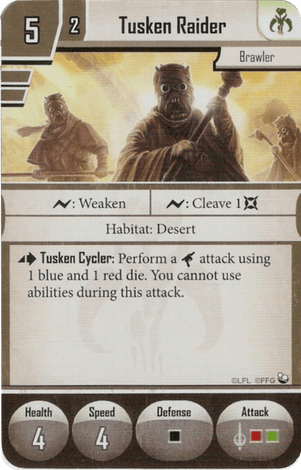 5 2 Tusken Raider
Brawler
: Weaken : Cleave 1
Habitat: Desert
Tusken Cycler: Perform a attack using
1 blue and 1 red die. You cannot use
abilities during this attack.
©LFL ©FFG
Health Speed Defense Attack
4 4